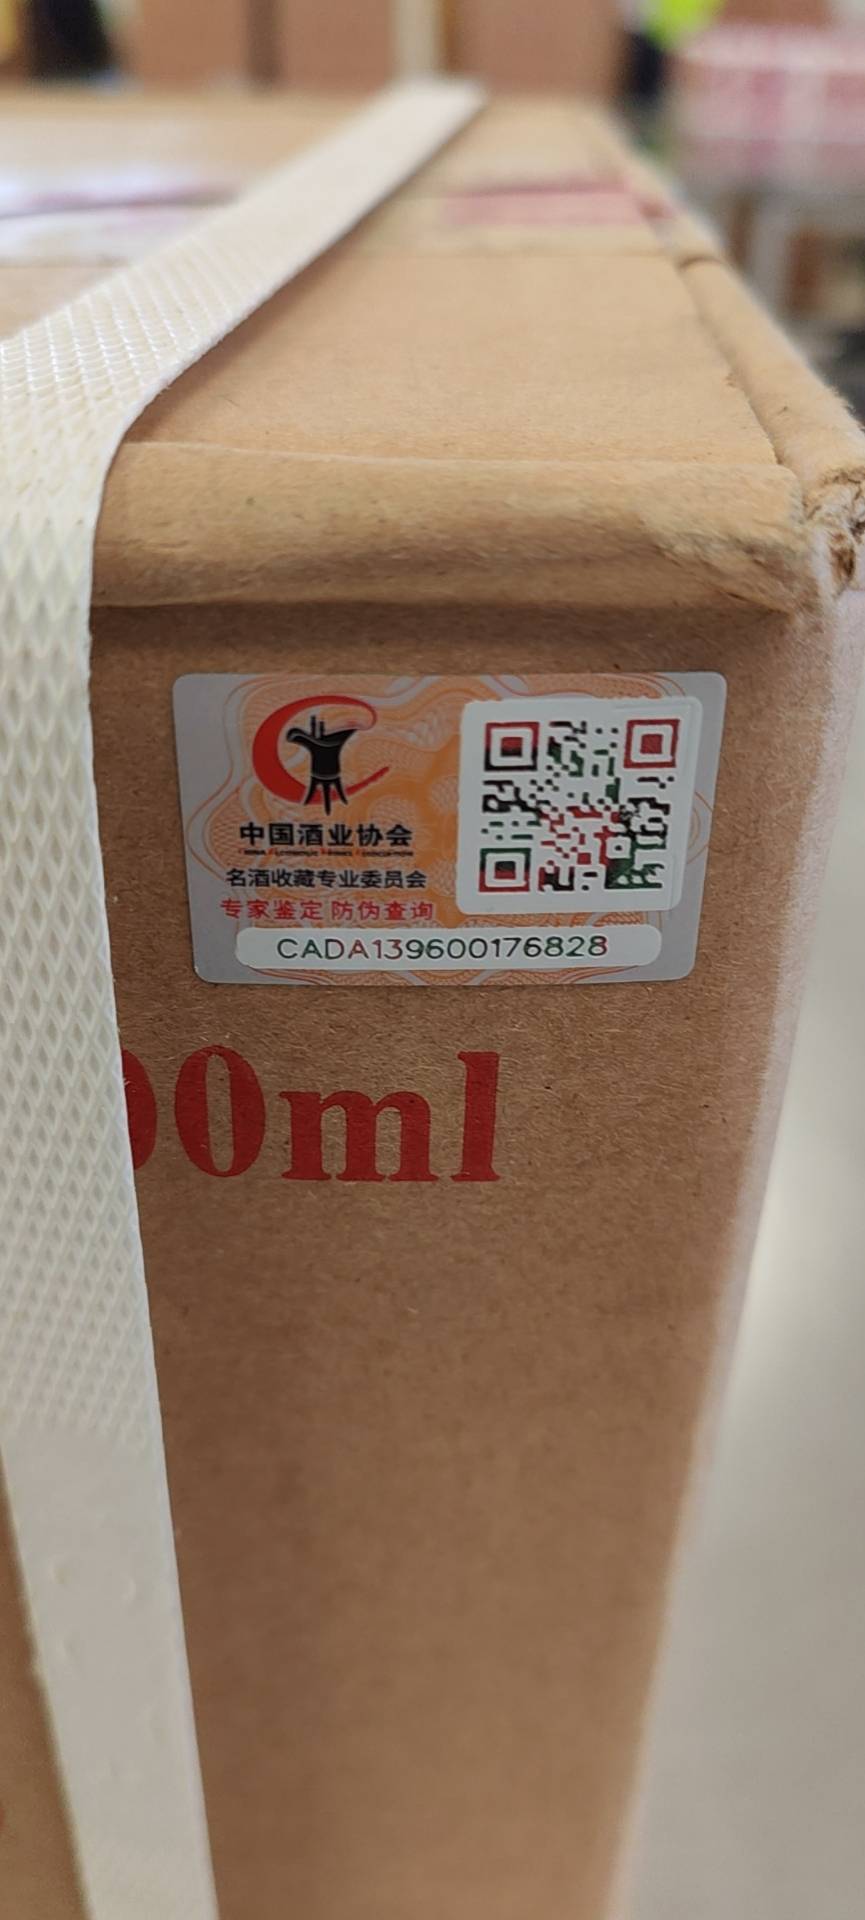 中国酒业协会
名酒收藏专业委员会
专家鉴定 防伪查询
CADA139600176828
00ml